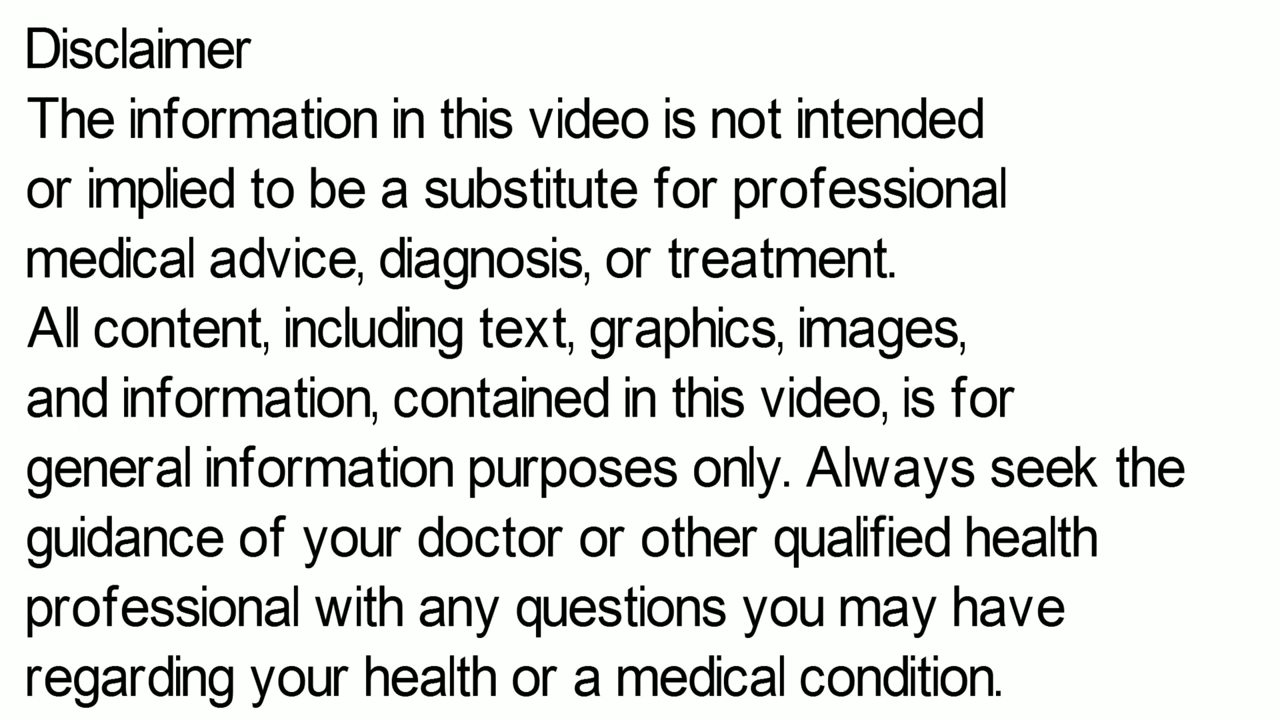 Disclaimer
The information in this video is not intended
or implied to be a substitute for professional
medical advice, diagnosis, or treatment.
All content, including text, graphics, images,
and information, contained in this video, is for
general information purposes only. Always seek the
guidance of your doctor or other qualified health
professional with any questions you may have
regarding your health or a medical condition.